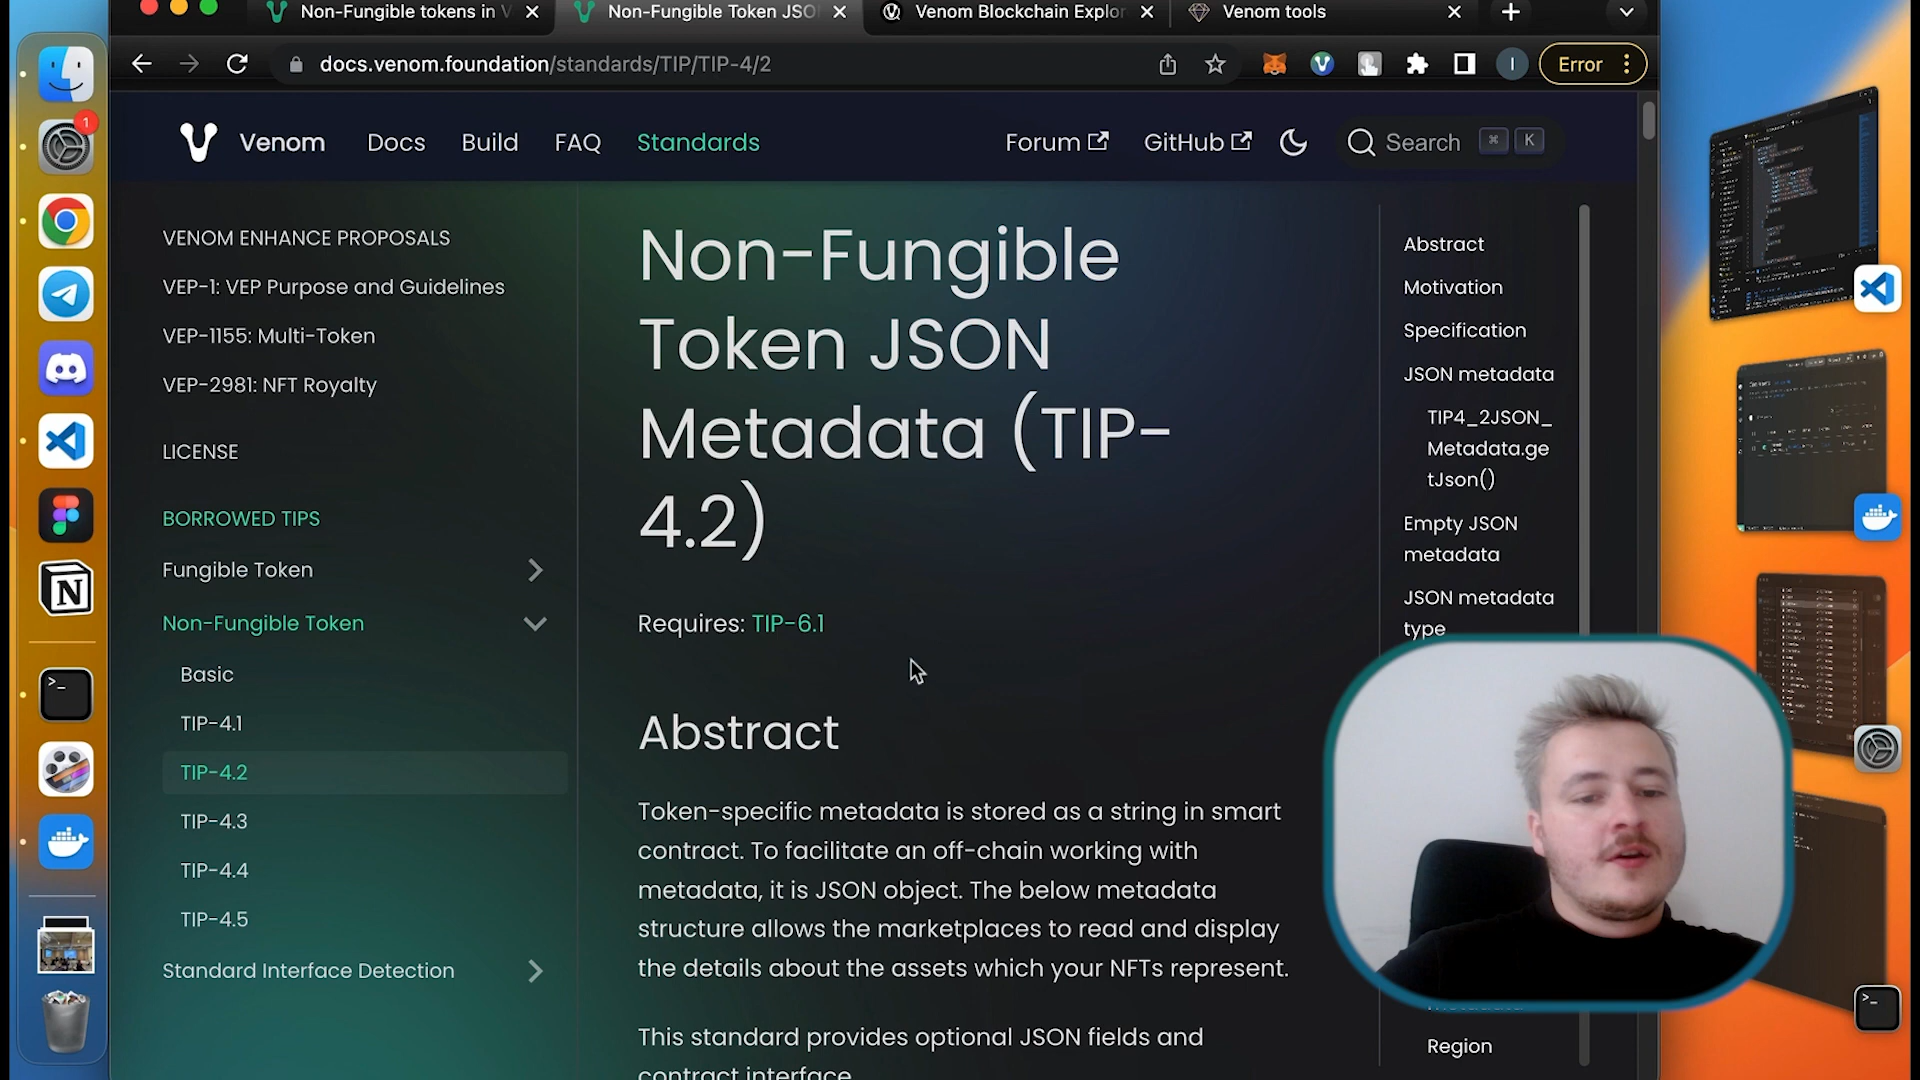 Non-Fungible tokens in V
Non-Fungible Token JSO
Venom Blockchain Explor
Venom tools
docs.venom.foundation/standards/TIP/TIP-4/2
I
Error
1
Venom
Docs
Build
FAQ
Standards
Forum
GitHub
Search
⌘ K
VENOM ENHANCE PROPOSALS
VEP-1: VEP Purpose and Guidelines
VEP-1155: Multi-Token
VEP-2981: NFT Royalty
LICENSE
BORROWED TIPS
Fungible Token
Non-Fungible Token
Basic
TIP-4.1
TIP-4.2
TIP-4.3
TIP-4.4
TIP-4.5
Standard Interface Detection
Non-Fungible
Token JSON
Metadata (TIP-
4.2)
Requires: TIP-6.1
Abstract
Token-specific metadata is stored as a string in smart
contract. To facilitate an off-chain working with
metadata, it is JSON object. The below metadata
structure allows the marketplaces to read and display
the details about the assets which your NFTs represent.
This standard provides optional JSON fields and
contract interface
Abstract
Motivation
Specification
JSON metadata
TIP4_2JSON_
Metadata.ge
tJson()
Empty JSON
metadata
JSON metadata
type
Region